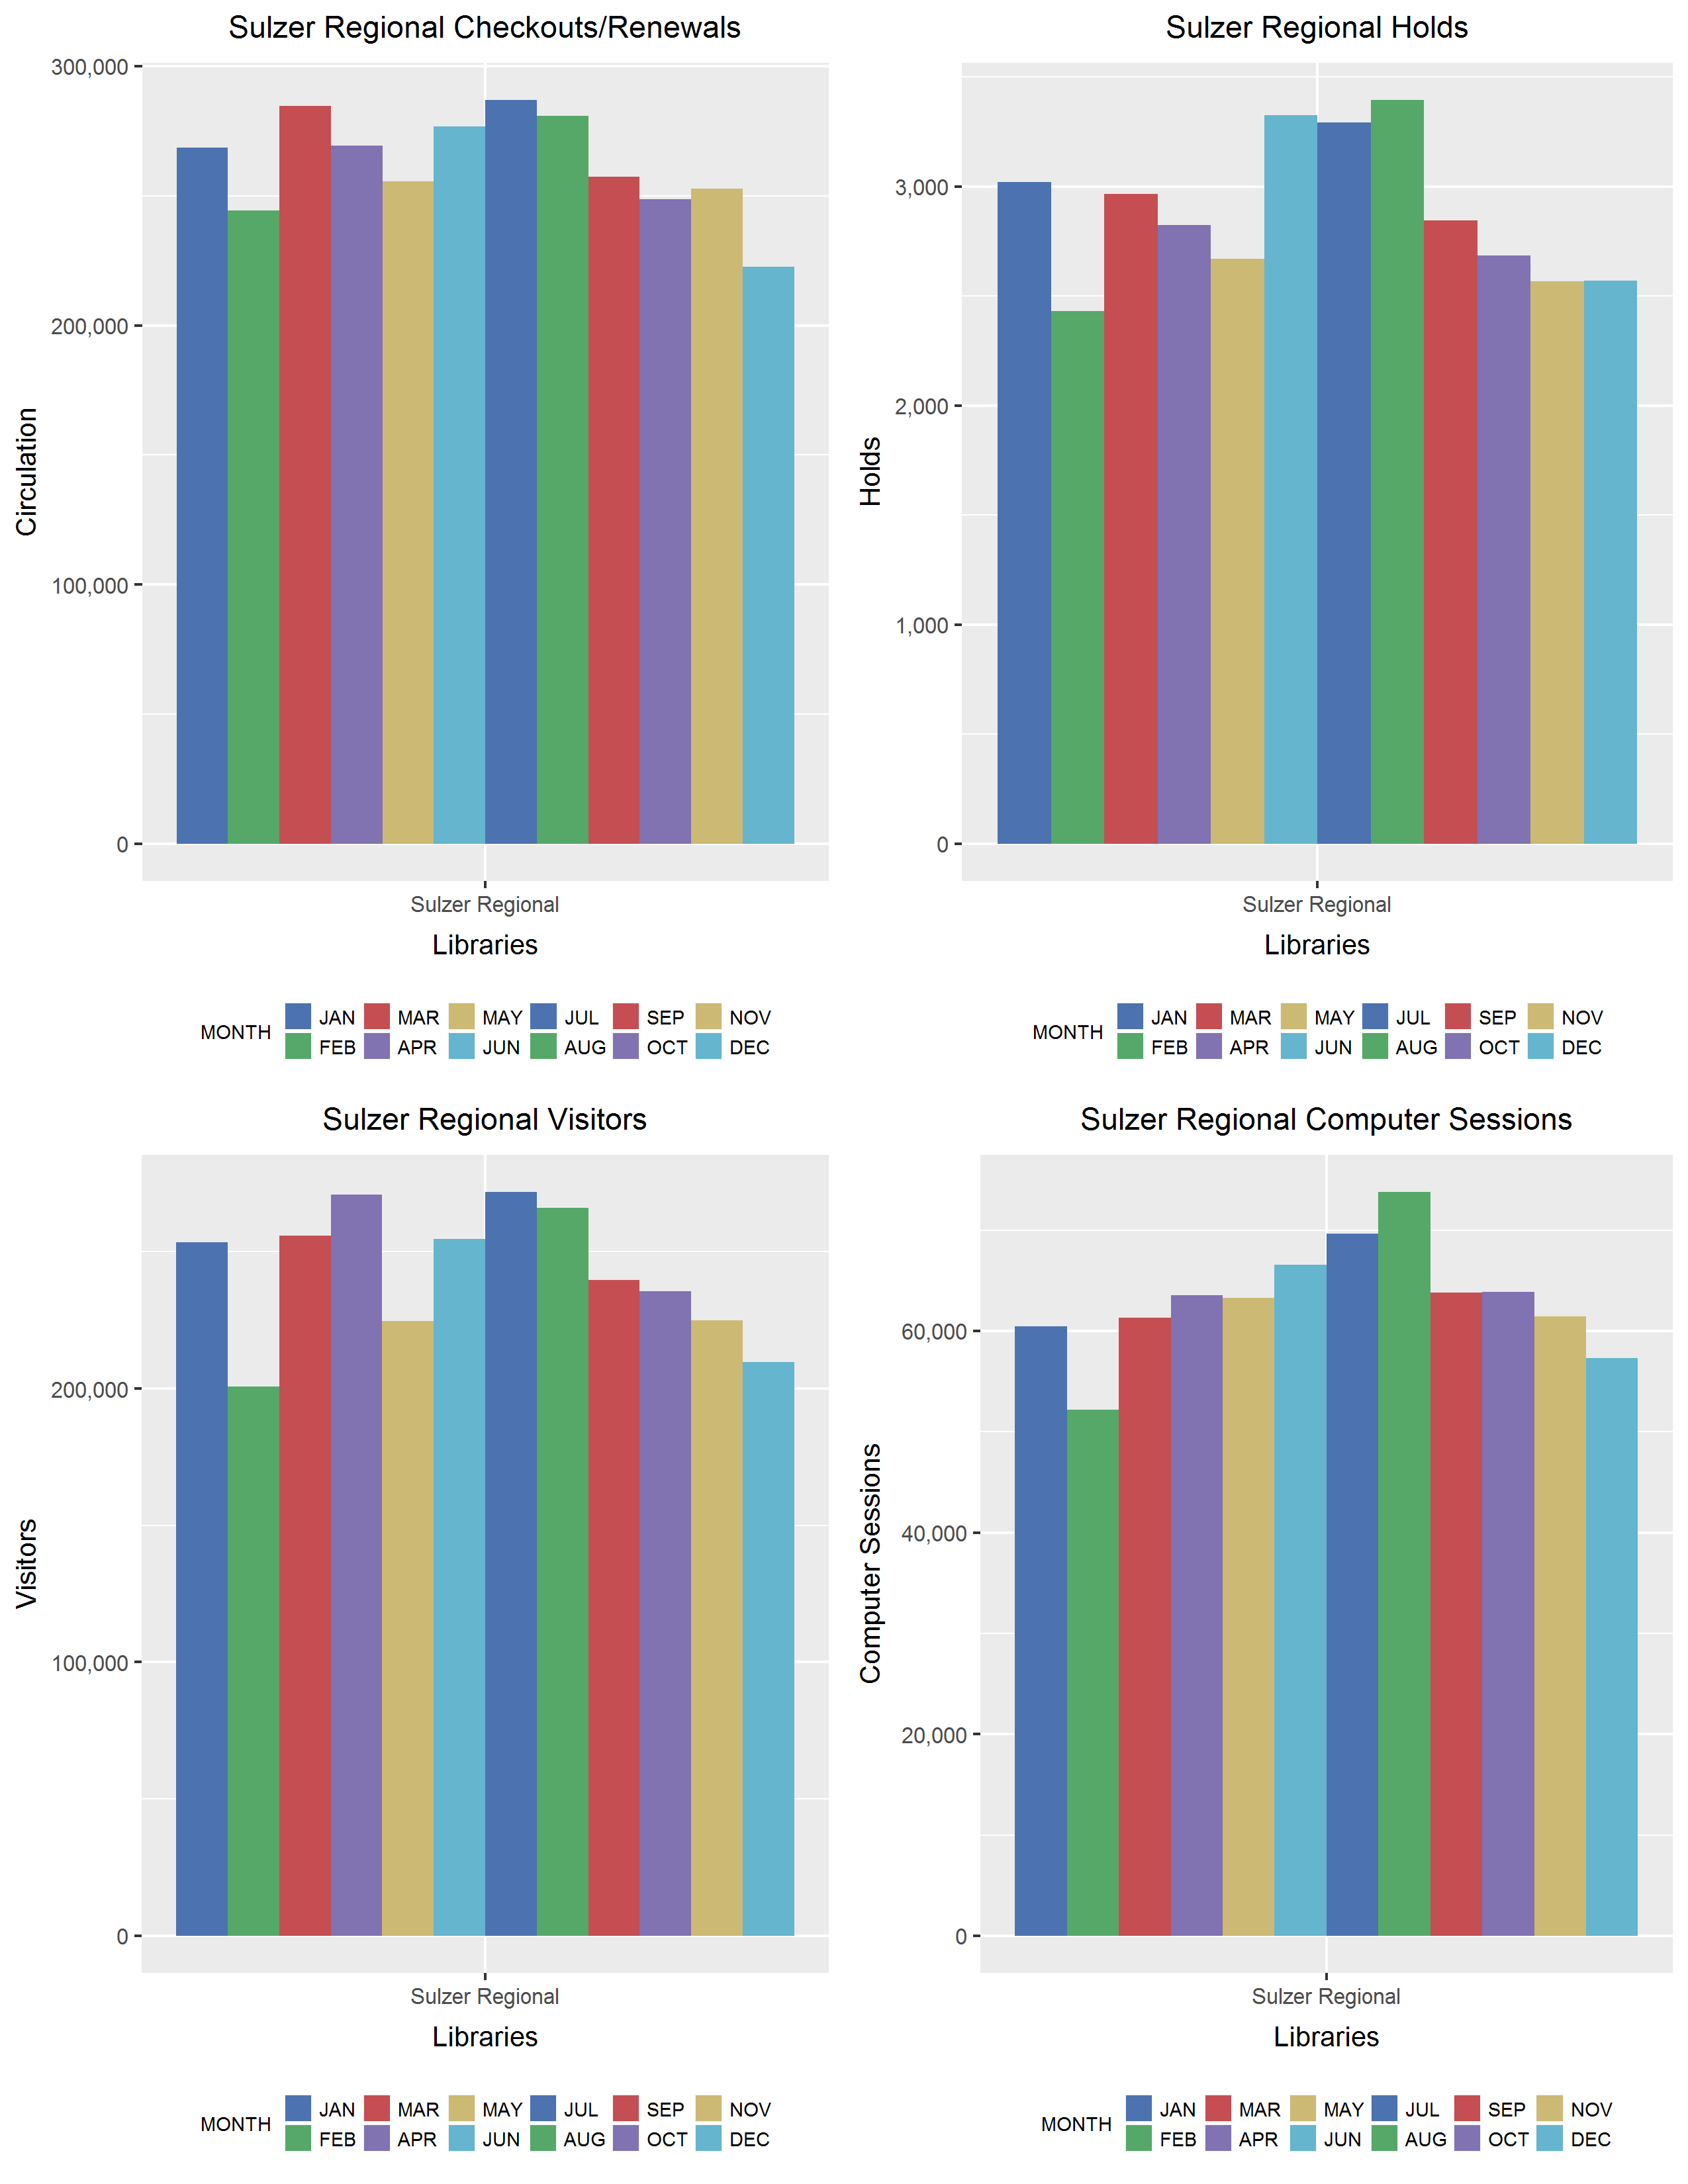 Sulzer Regional Checkouts/Renewals
300,000
200,000
100,000
0
Circulation
Sulzer Regional
Libraries
MONTH
JAN MAR MAY JUL SEP NOV
FEB APR JUN AUG OCT DEC
Sulzer Regional Holds
3,000
2,000
1,000
0
Holds
Sulzer Regional
Libraries
MONTH
JAN MAR MAY JUL SEP NOV
FEB APR JUN AUG OCT DEC
Sulzer Regional Visitors
200,000
100,000
0
Visitors
Sulzer Regional
Libraries
MONTH
JAN MAR MAY JUL SEP NOV
FEB APR JUN AUG OCT DEC
Sulzer Regional Computer Sessions
60,000
40,000
20,000
0
Computer Sessions
Sulzer Regional
Libraries
MONTH
JAN MAR MAY JUL SEP NOV
FEB APR JUN AUG OCT DEC